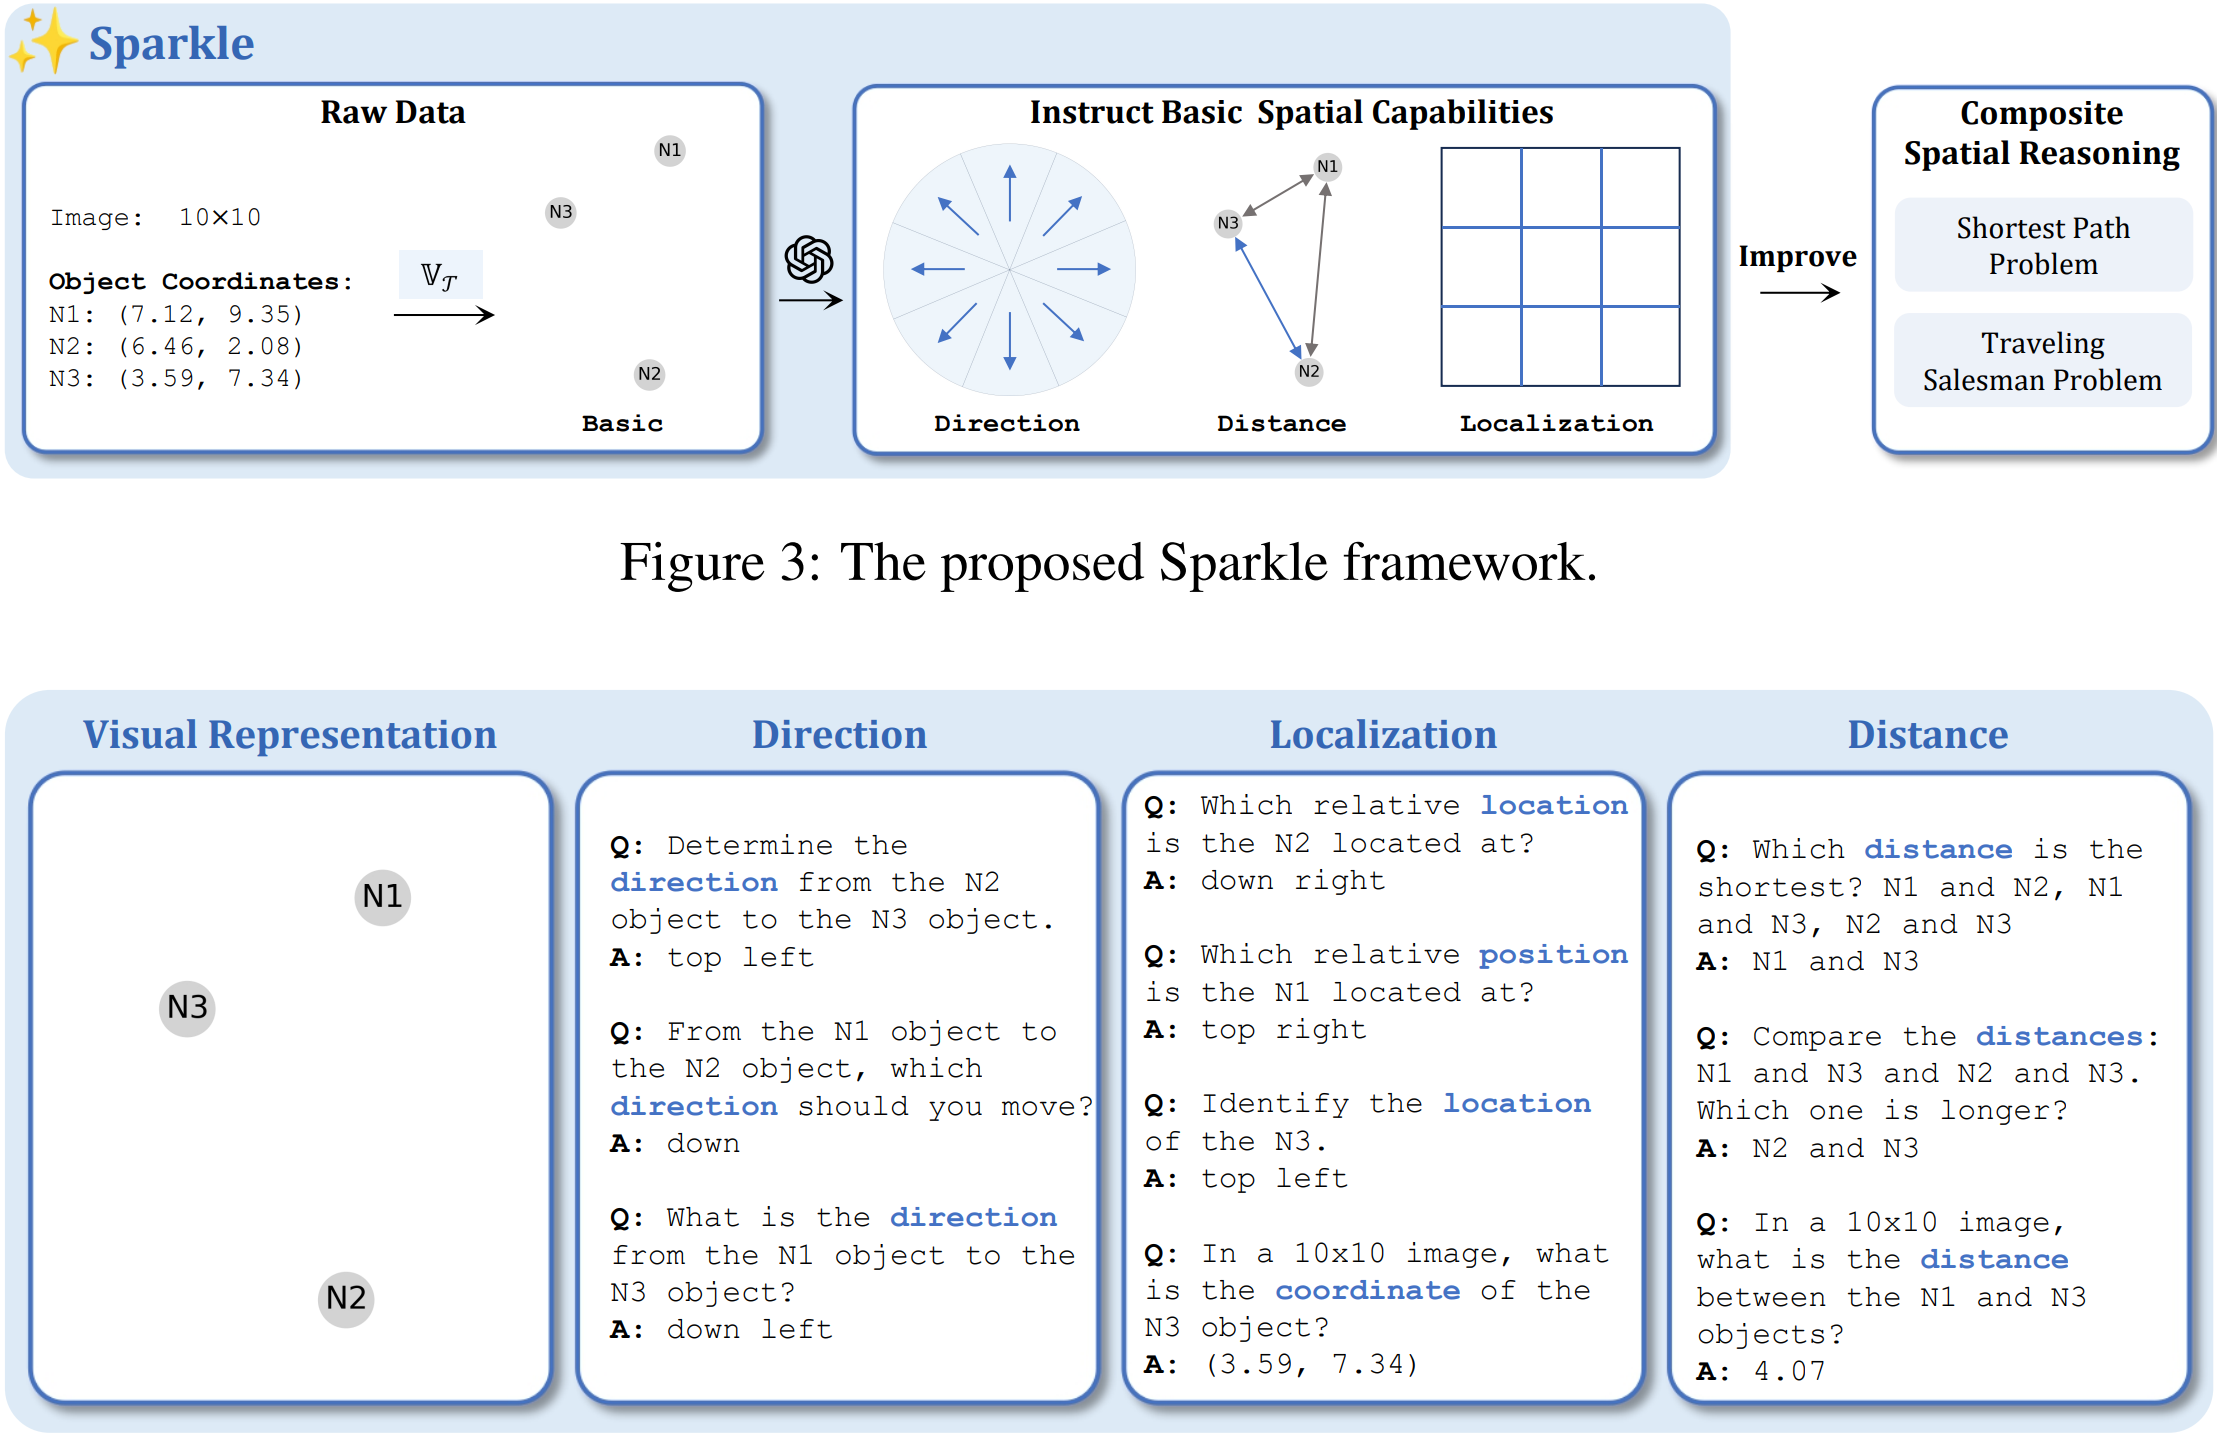 Sparkle
Raw Data
N1
N3
Image: 10×10
Object Coordinates:
N1: (7.12, 9.35)
N2: (6.46, 2.08)
N3: (3.59, 7.34)
𝕍𝒯
N2
Basic
Instruct Basic Spatial Capabilities
N1
N3
N2
Direction
Distance
Localization
Improve
Composite
Spatial Reasoning
Shortest Path
Problem
Traveling
Salesman Problem
Figure 3: The proposed Sparkle framework.
Visual Representation
N1
N3
N2
Direction
Q: Determine the
direction from the N2
object to the N3 object.
A: top left
Q: From the N1 object to
the N2 object, which
direction should you move?
A: down
Q: What is the direction
from the N1 object to the
N3 object?
A: down left
Localization
Q: Which relative location
is the N2 located at?
A: down right
Q: Which relative position
is the N1 located at?
A: top right
Q: Identify the location
of the N3.
A: top left
Q: In a 10x10 image, what
is the coordinate of the
N3 object?
A: (3.59, 7.34)
Distance
Q: Which distance is the
shortest? N1 and N2, N1
and N3, N2 and N3
A: N1 and N3
Q: Compare the distances:
N1 and N3 and N2 and N3.
Which one is longer?
A: N2 and N3
Q: In a 10x10 image,
what is the distance
between the N1 and N3
objects?
A: 4.07